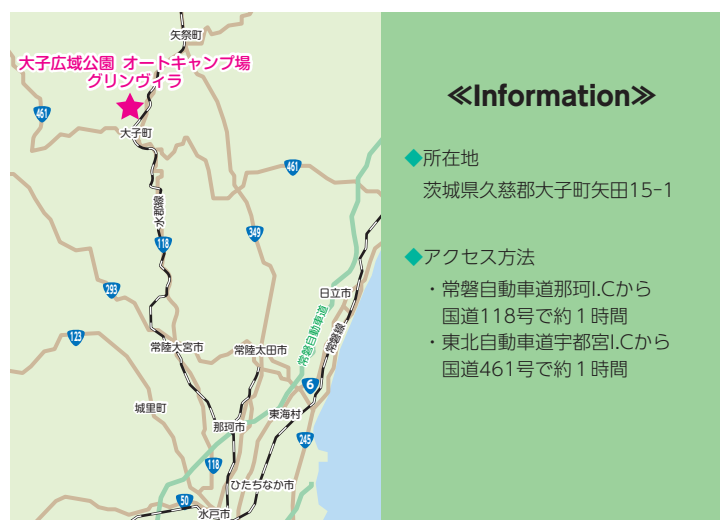 矢祭町
大子広域公園 オートキャンプ場
グリンヴィラ
461
大子町
461
水郡線
118
349
293
日立市
常磐自動車道
常磐線
123
常陸大宮市
常陸太田市
6
城里町
東海村
那珂市
245
118
ひたちなか市
50
水戸市
≪Information≫
◆所在地
茨城県久慈郡大子町矢田15-1
◆アクセス方法
・常磐自動車道那珂I.Cから
国道118号で約1時間
・東北自動車道宇都宮I.Cから
国道461号で約1時間